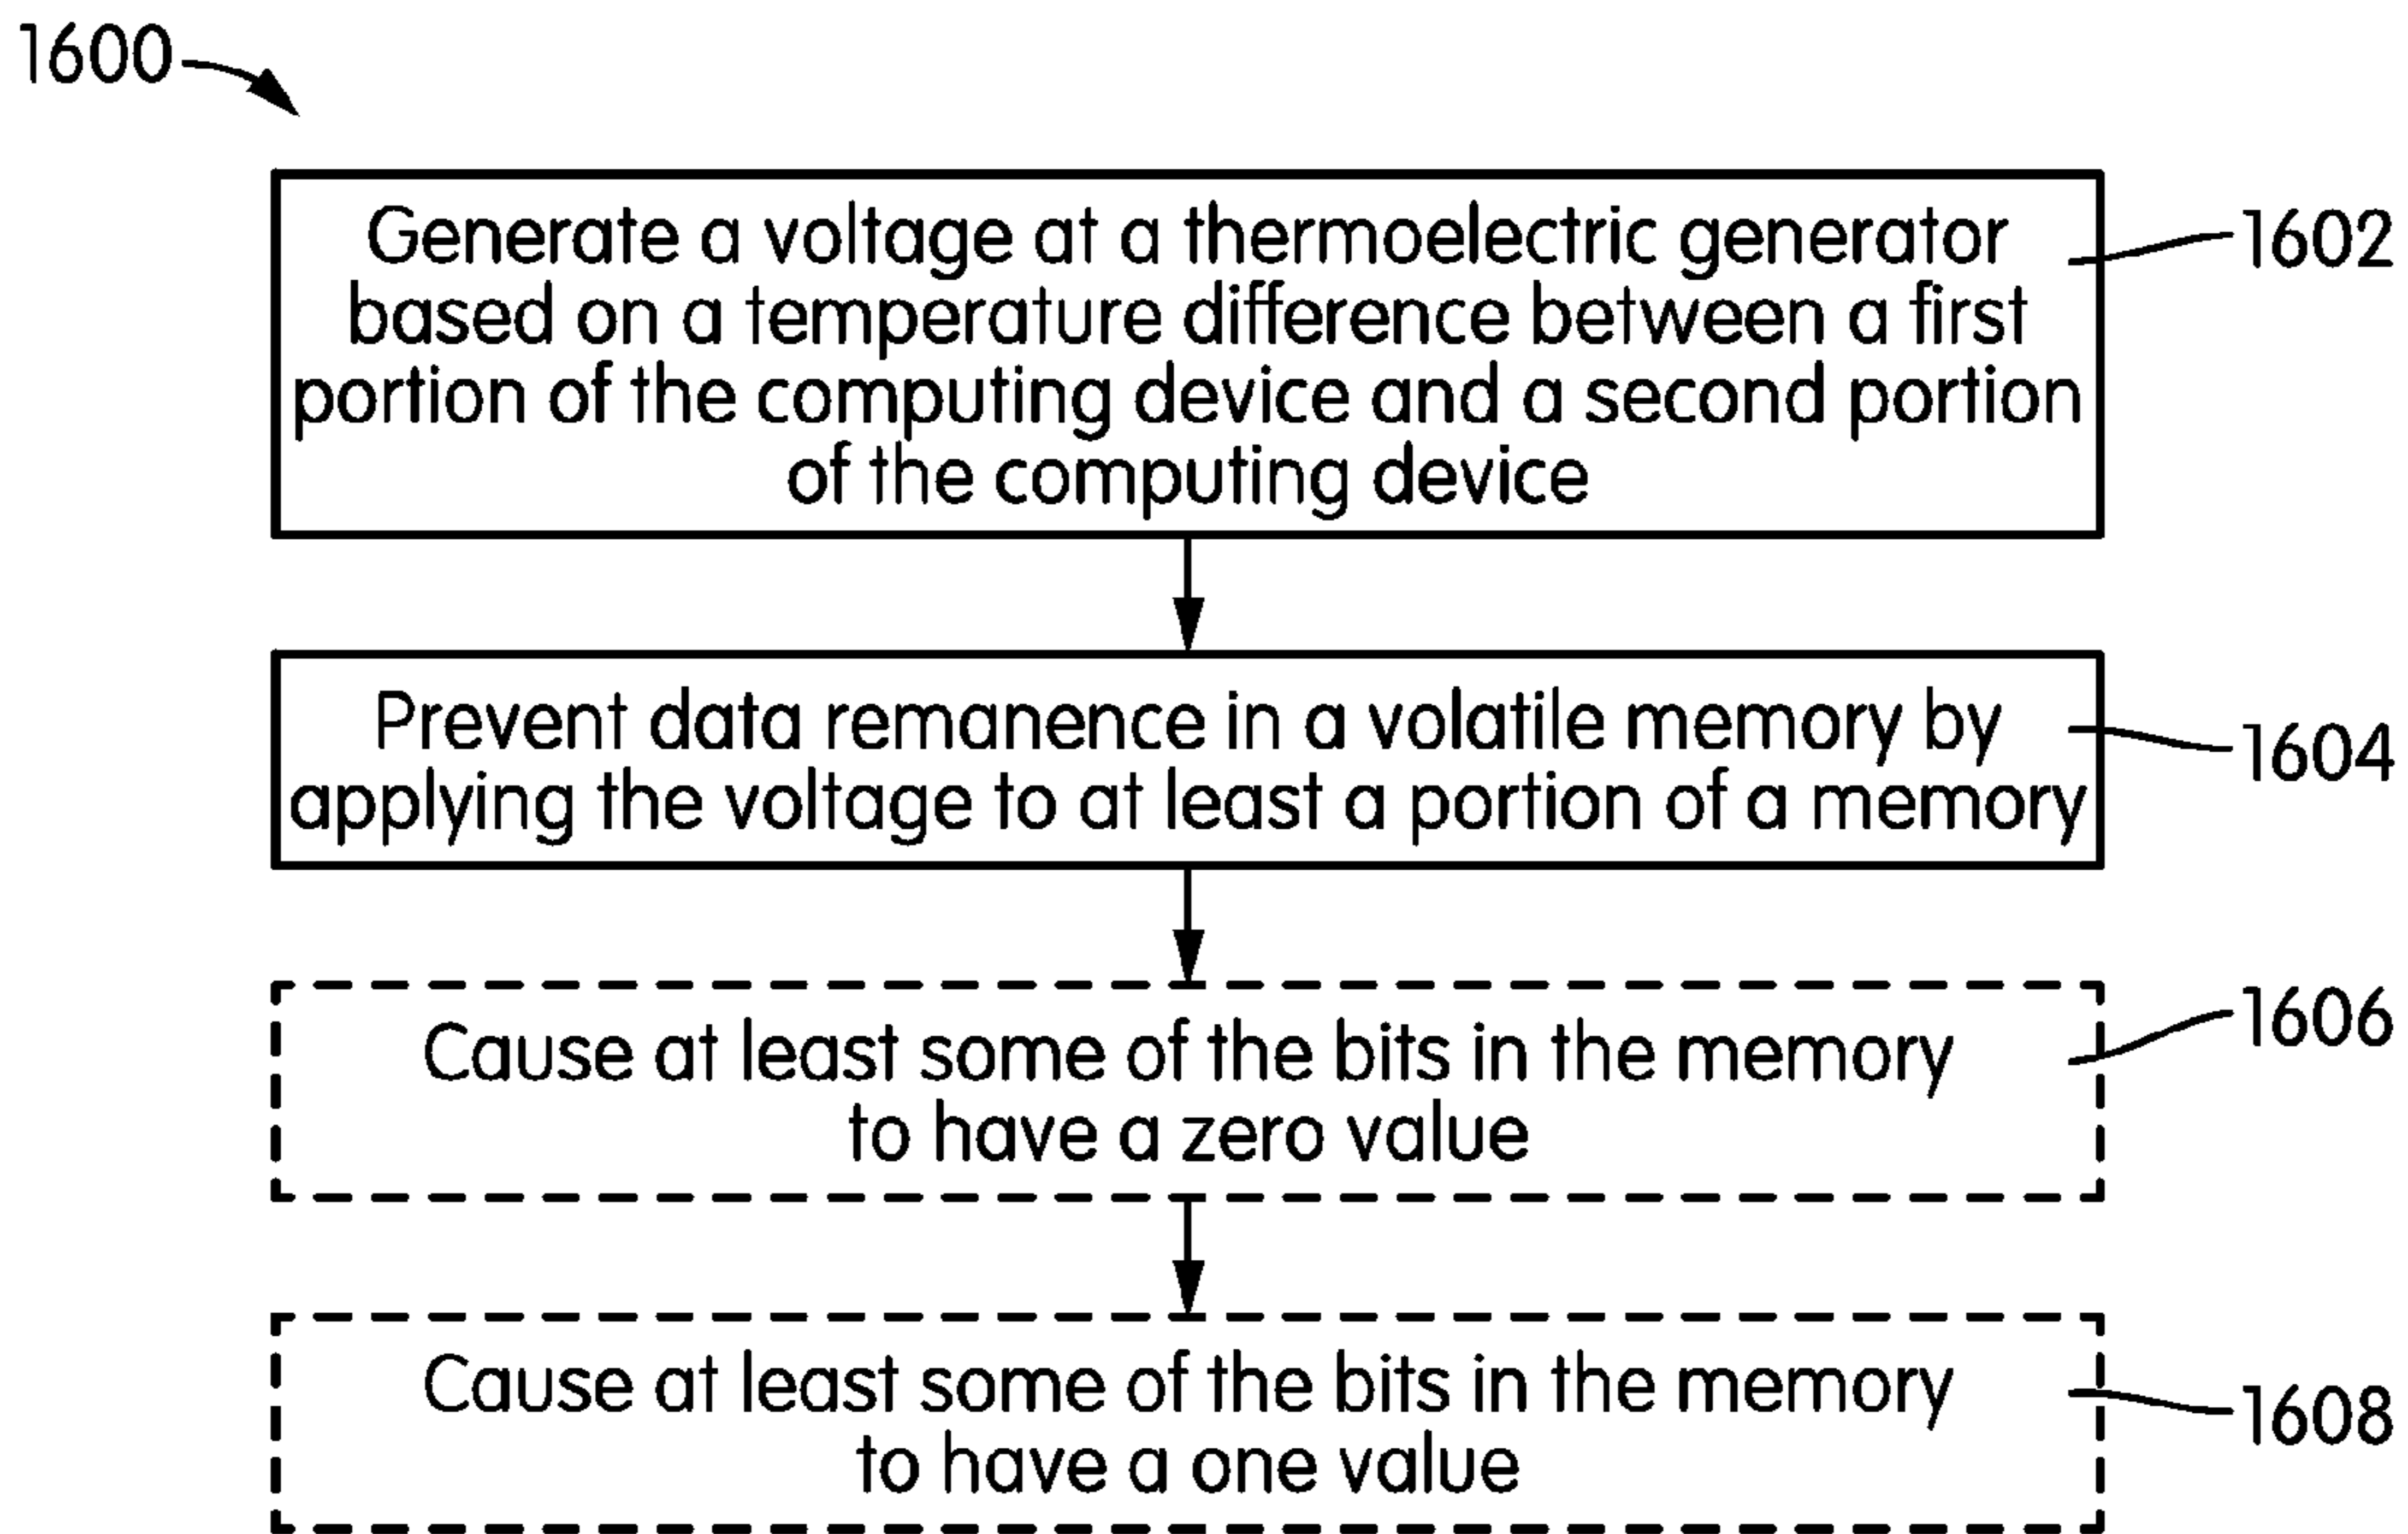 1600
Generate a voltage at a thermoelectric generator
based on a temperature difference between a first
portion of the computing device and a second portion
of the computing device
1602
Prevent data remanence in a volatile memory by
applying the voltage to at least a portion of a memory
1604
Cause at least some of the bits in the memory
to have a zero value
1606
Cause at least some of the bits in the memory
to have a one value
1608